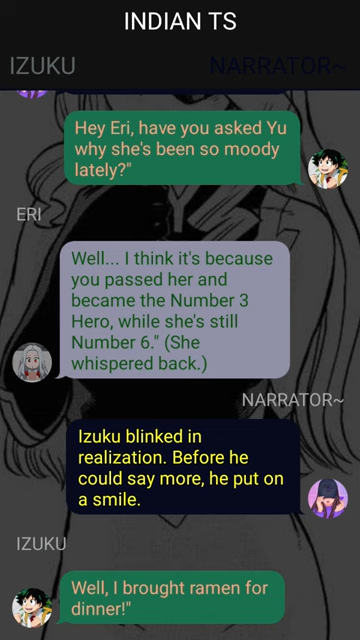 INDIAN TS
IZUKU
NARRATOR~
Hey Eri, have you asked Yu
why she's been so moody
lately?"
ERI
Well... I think it's because
you passed her and
became the Number 3
Hero, while she's still
Number 6." (She
whispered back.)
NARRATOR~
Izuku blinked in
realization. Before he
could say more, he put on
a smile.
IZUKU
Well, I brought ramen for
dinner!"